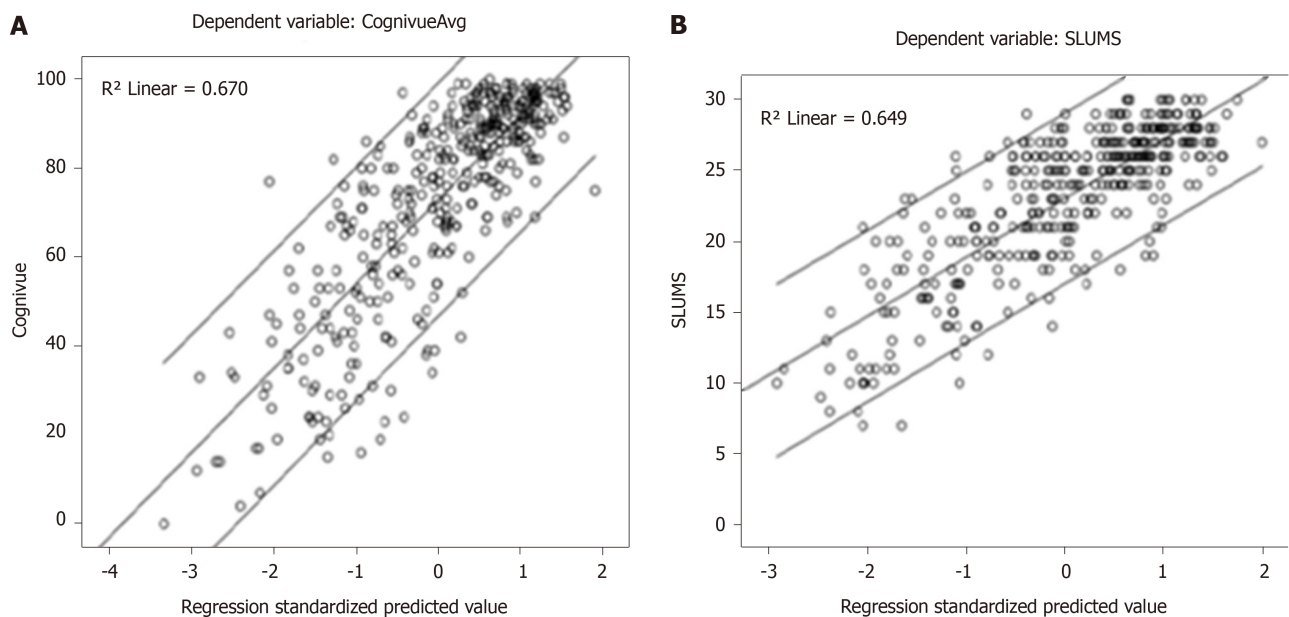 A
Dependent variable: CognivueAvg
R² Linear = 0.670
Cognivue
100
80
60
40
20
0
-4 -3 -2 -1 0 1 2
Regression standardized predicted value
B
Dependent variable: SLUMS
R² Linear = 0.649
SLUMS
30
25
20
15
10
5
0
-3 -2 -1 0 1 2
Regression standardized predicted value